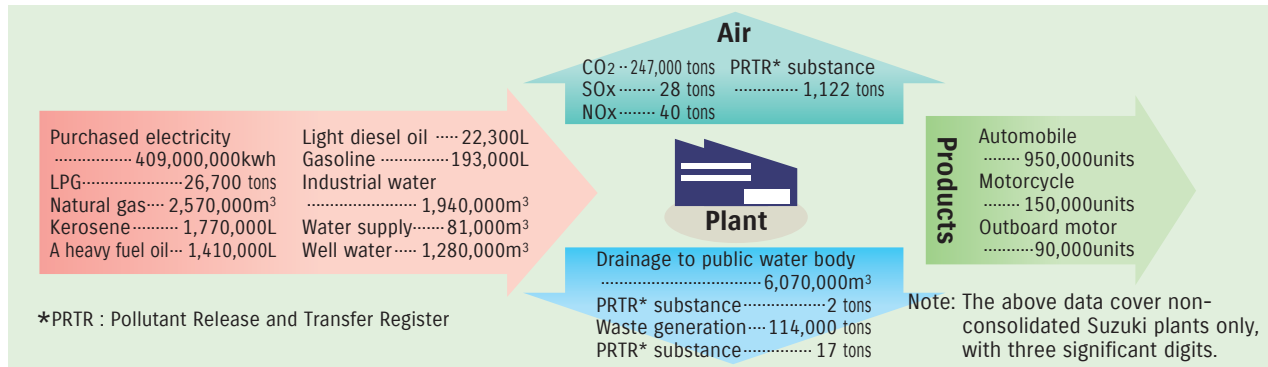 Air
CO2 ·· 247,000 tons
SOx ········ 28 tons
NOx ········ 40 tons
PRTR* substance
············· 1,122 tons
Purchased electricity
················ 409,000,000kwh
LPG ····················· 26,700 tons
Natural gas ···· 2,570,000m3
Kerosene ·········· 1,770,000L
A heavy fuel oil ··· 1,410,000L
Light diesel oil ····· 22,300L
Gasoline ·············· 193,000L
Industrial water
················· 1,940,000m3
Water supply ······· 81,000m3
Well water ····· 1,280,000m3
Plant
Drainage to public water body
································· 6,070,000m3
PRTR* substance ················· 2 tons
Waste generation ···· 114,000 tons
PRTR* substance ·············· 17 tons
Products
Automobile
········ 950,000units
Motorcycle
········ 150,000units
Outboard motor
··········· 90,000units
*PRTR : Pollutant Release and Transfer Register
Note: The above data cover non-
consolidated Suzuki plants only,
with three significant digits.